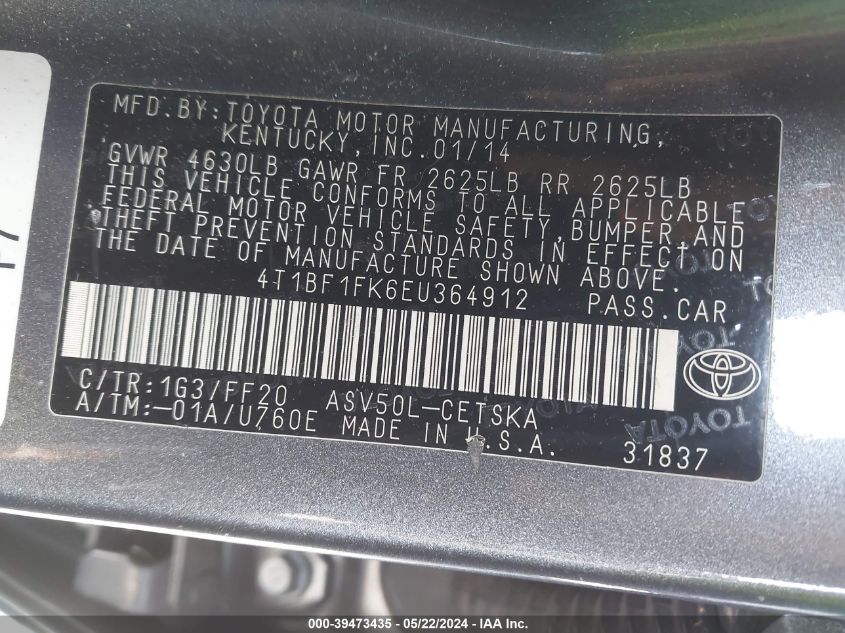 MFD.BY:TOYOTA MOTOR MANUFACTURING,
KENTUCKY, INC. 01/14
GVWR 4630LB GAWR FR 2625LB RR 2625LB
THIS VEHICLE CONFORMS TO ALL APPLICABLE
FEDERAL MOTOR VEHICLE SAFETY, BUMPER, AND
THEFT PREVENTION STANDARDS IN EFFECT ON
THE DATE OF MANUFACTURE SHOWN ABOVE.
4T1BF1FK6EU364912 PASS.CAR
C/TR:1G3/FF20 ASV50L-CETSKA
A/TM:-01A/U760E MADE IN U.S.A.
31837
TOYOTA
TOYOTA
000-39473435 - 05/22/2024 - IAA Inc.